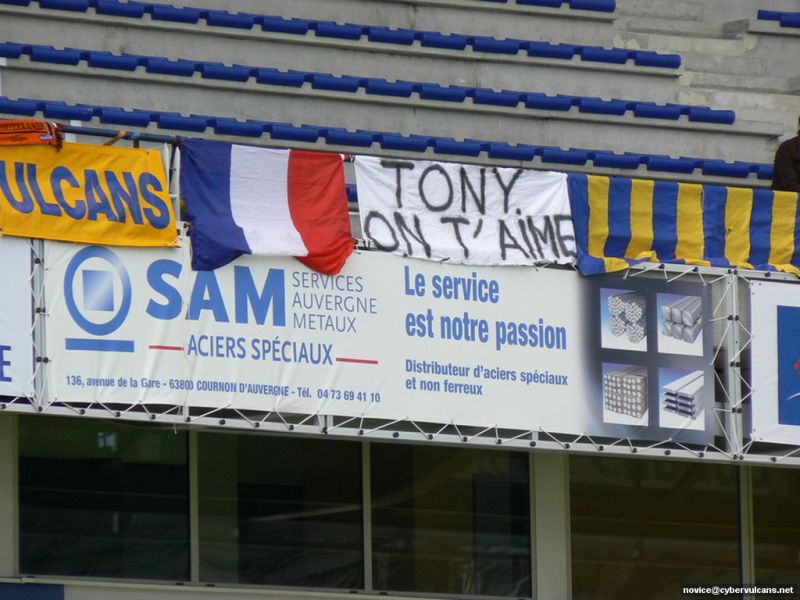 ULCANS
TONY
ON T'AIME
SAM
SERVICES
AUVERGNE
METAUX
ACIERS SPÉCIAUX
136, avenue de la Gare - 63800 COURNON D'AUVERGNE - Tél. 04 73 69 41 10
Le service
est notre passion
Distributeur d'aciers spéciaux
et non ferreux
E
novice@cybervulcans.net